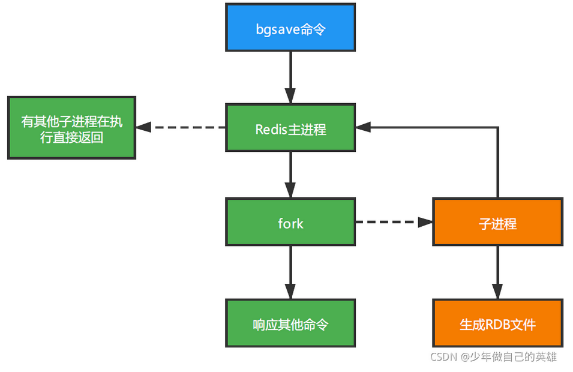 bgsave命令
有其他子进程在执
行直接返回
Redis主进程
fork
子进程
响应其他命令
生成RDB文件
CSDN @少年做自己的英雄